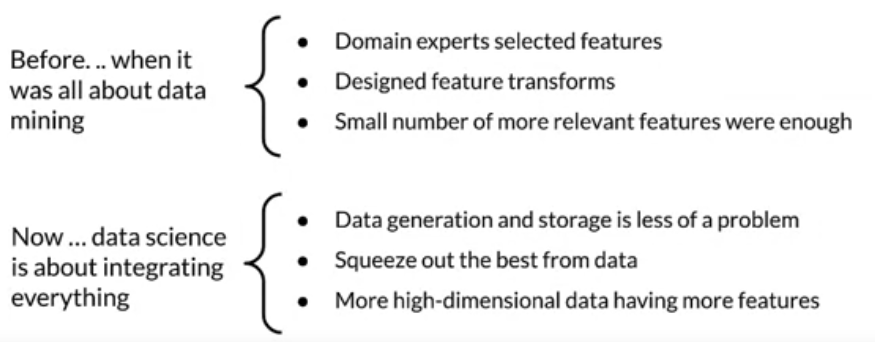 Before. .. when it
was all about data
mining
• Domain experts selected features
• Designed feature transforms
• Small number of more relevant features were enough
Now ... data science
is about integrating
everything
• Data generation and storage is less of a problem
• Squeeze out the best from data
• More high-dimensional data having more features